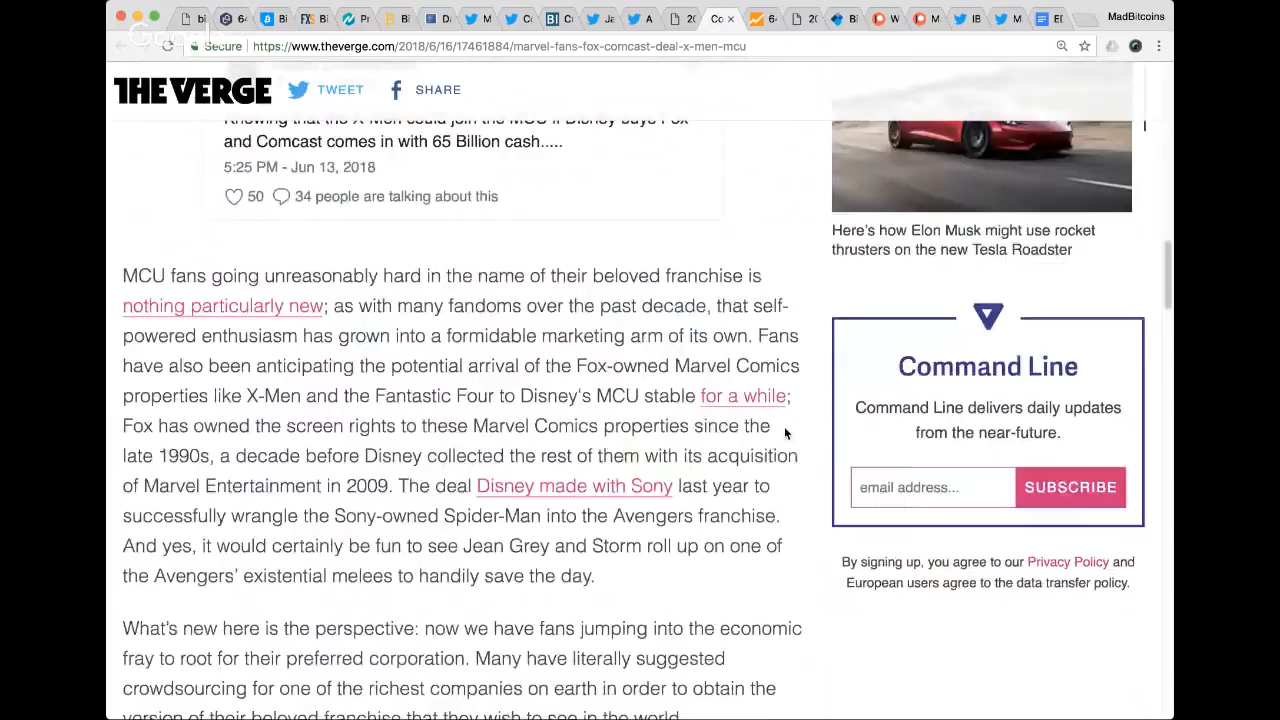 MadBitcoins
Secure
https://www.theverge.com/2018/6/16/17461884/marvel-fans-fox-comcast-deal-x-men-mcu
THE VERGE
TWEET
SHARE
Knowing that the X-Men could join the MCU if Disney buys Fox
and Comcast comes in with 65 Billion cash.....
5:25 PM - Jun 13, 2018
50
34 people are talking about this
MCU fans going unreasonably hard in the name of their beloved franchise is
nothing particularly new; as with many fandoms over the past decade, that self-
powered enthusiasm has grown into a formidable marketing arm of its own. Fans
have also been anticipating the potential arrival of the Fox-owned Marvel Comics
properties like X-Men and the Fantastic Four to Disney's MCU stable for a while;
Fox has owned the screen rights to these Marvel Comics properties since the
late 1990s, a decade before Disney collected the rest of them with its acquisition
of Marvel Entertainment in 2009. The deal Disney made with Sony last year to
successfully wrangle the Sony-owned Spider-Man into the Avengers franchise.
And yes, it would certainly be fun to see Jean Grey and Storm roll up on one of
the Avengers' existential melees to handily save the day.
What's new here is the perspective: now we have fans jumping into the economic
fray to root for their preferred corporation. Many have literally suggested
crowdsourcing for one of the richest companies on earth in order to obtain the
version of their beloved franchise that they wish to see in the world.
Here's how Elon Musk might use rocket
thrusters on the new Tesla Roadster
Command Line
Command Line delivers daily updates
from the near-future.
email address...
SUBSCRIBE
By signing up, you agree to our Privacy Policy and
European users agree to the data transfer policy.